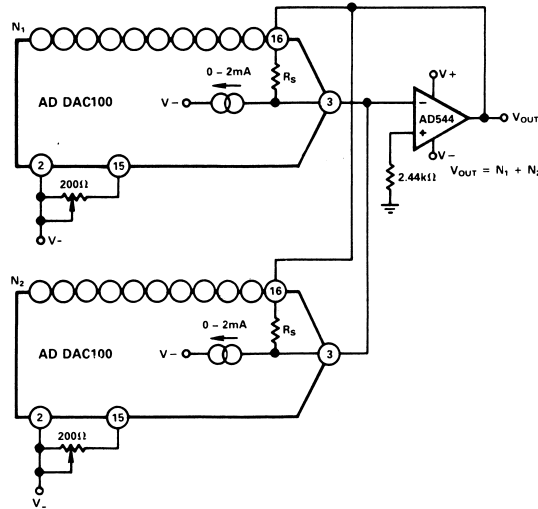 N1
16
0 – 2mA
RS
AD DAC100
V–
3
2
15
200Ω
V–
V+
–
AD544
+
V–
VOUT
2.44kΩ
VOUT = N1 + N2
N2
16
0 – 2mA
RS
AD DAC100
V–
3
2
15
200Ω
V–